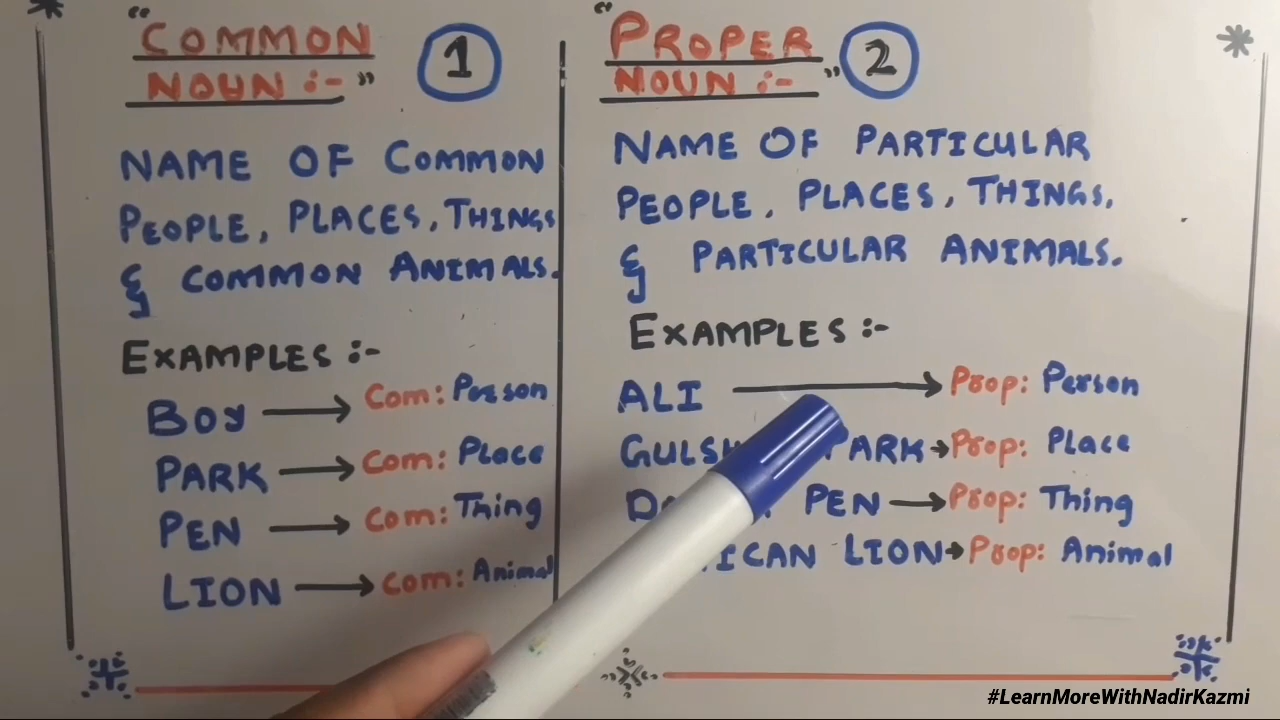 "COMMON
NOUN :-"
1
NAME OF COMMON
PEOPLE, PLACES, THINGS
& COMMON ANIMALS.
EXAMPLES :-
BOY → Com: Person
PARK → Com: Place
PEN → Com: Thing
LION → Com: Animal
"PROPER
NOUN :-"
2
NAME OF PARTICULAR
PEOPLE, PLACES, THINGS,
& PARTICULAR ANIMALS.
EXAMPLES :-
ALI → Prop: Person
PARK → Prop: Place
PEN → Prop: Thing
LION → Prop: Animal
#LearnMoreWithNadirKazmi